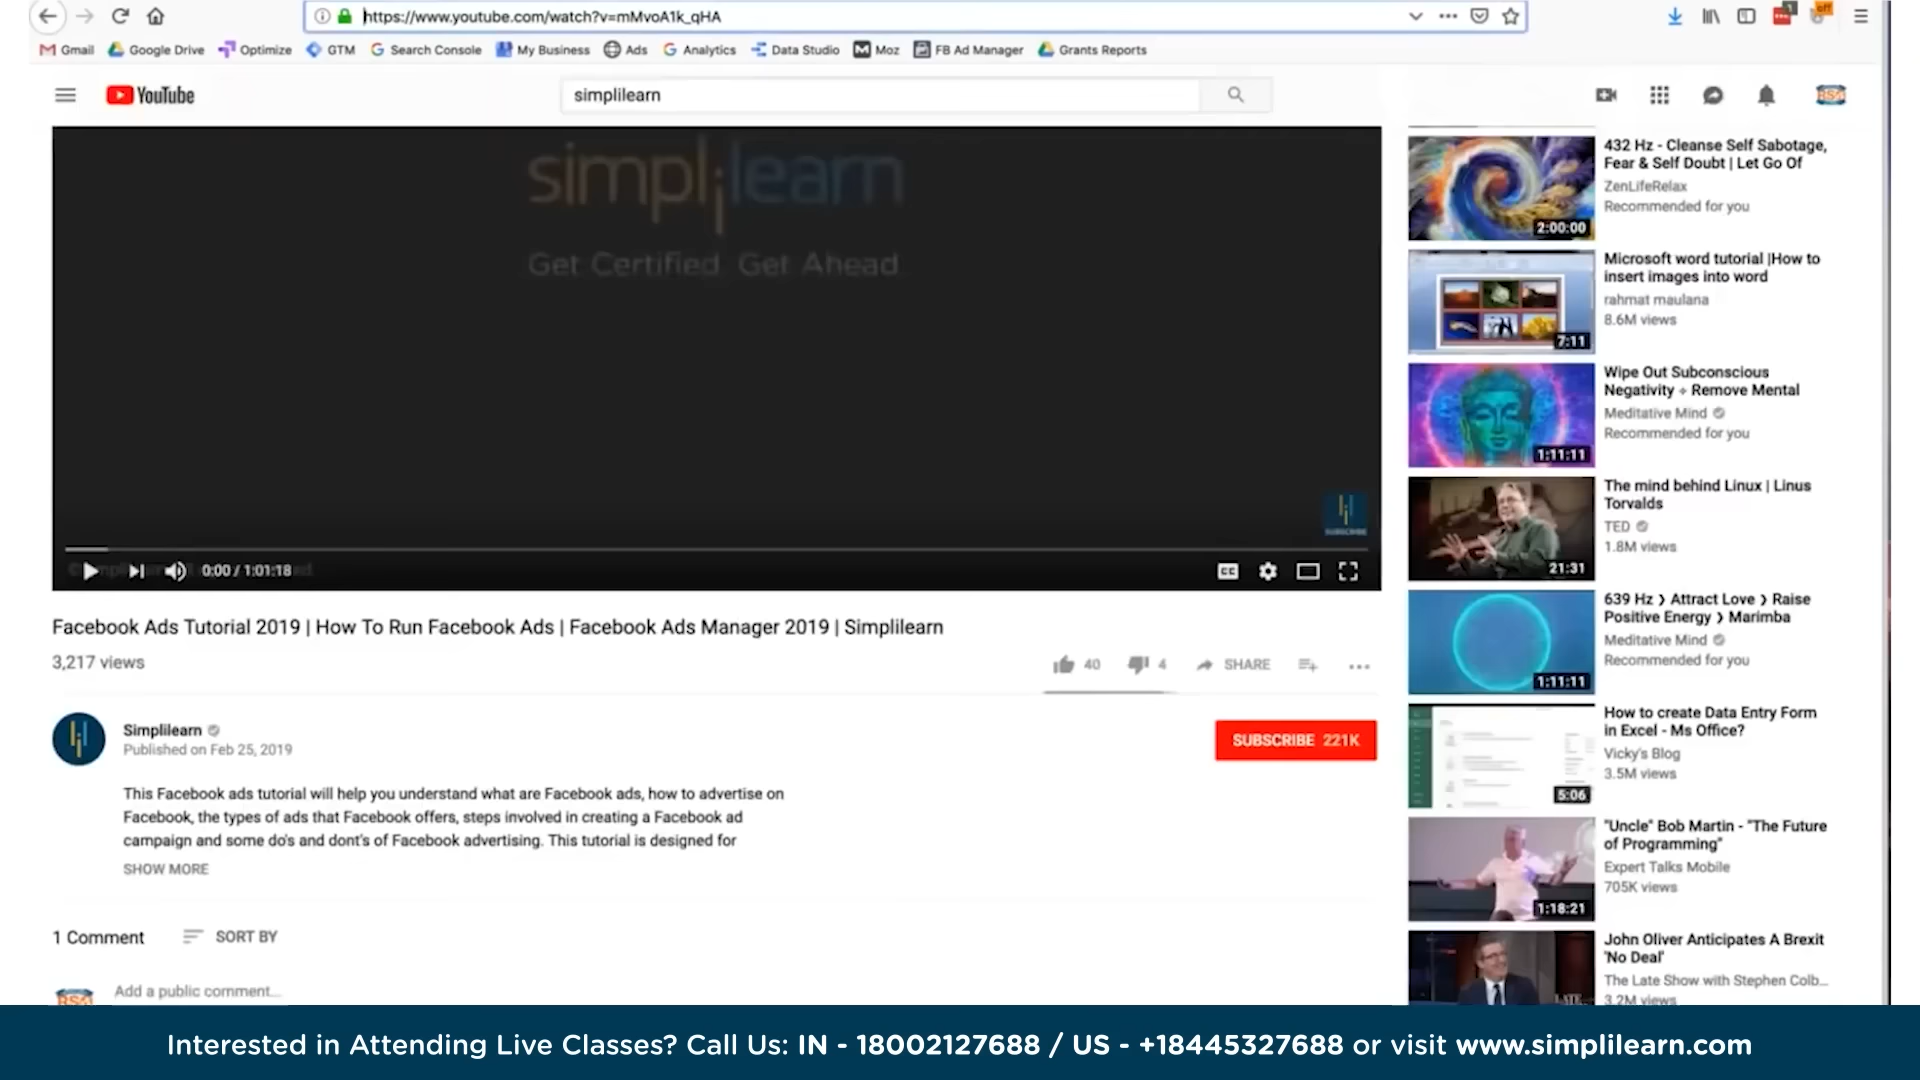 https://www.youtube.com/watch?v=mMvoA1k_qHA
off
Gmail Google Drive Optimize GTM Search Console My Business Ads Analytics Data Studio Moz FB Ad Manager Grants Reports
YouTube
simplilearn
simplilearn
Get Certified Get Ahead
SUBSCRIBE
0:00 / 1:01:18
CC
Facebook Ads Tutorial 2019 | How To Run Facebook Ads | Facebook Ads Manager 2019 | Simplilearn
3,217 views
40 4 SHARE
Simplilearn
Published on Feb 25, 2019
SUBSCRIBE 221K
This Facebook ads tutorial will help you understand what are Facebook ads, how to advertise on
Facebook, the types of ads that Facebook offers, steps involved in creating a Facebook ad
campaign and some do's and dont's of Facebook advertising. This tutorial is designed for
SHOW MORE
1 Comment SORT BY
Add a public comment...
432 Hz - Cleanse Self Sabotage,
Fear & Self Doubt | Let Go Of
ZenLifeRelax
Recommended for you
2:00:00
Microsoft word tutorial |How to
insert images into word
rahmat maulana
8.6M views
7:11
Wipe Out Subconscious
Negativity + Remove Mental
Meditative Mind
Recommended for you
1:11:11
The mind behind Linux | Linus
Torvalds
TED
1.8M views
21:31
639 Hz ❯ Attract Love ❯ Raise
Positive Energy ❯ Marimba
Meditative Mind
Recommended for you
1:11:11
How to create Data Entry Form
in Excel - Ms Office?
Vicky's Blog
3.5M views
5:06
"Uncle" Bob Martin - "The Future
of Programming"
Expert Talks Mobile
705K views
1:18:21
John Oliver Anticipates A Brexit
'No Deal'
The Late Show with Stephen Colb...
3.2M views
Interested in Attending Live Classes? Call Us: IN - 18002127688 / US - +18445327688 or visit www.simplilearn.com